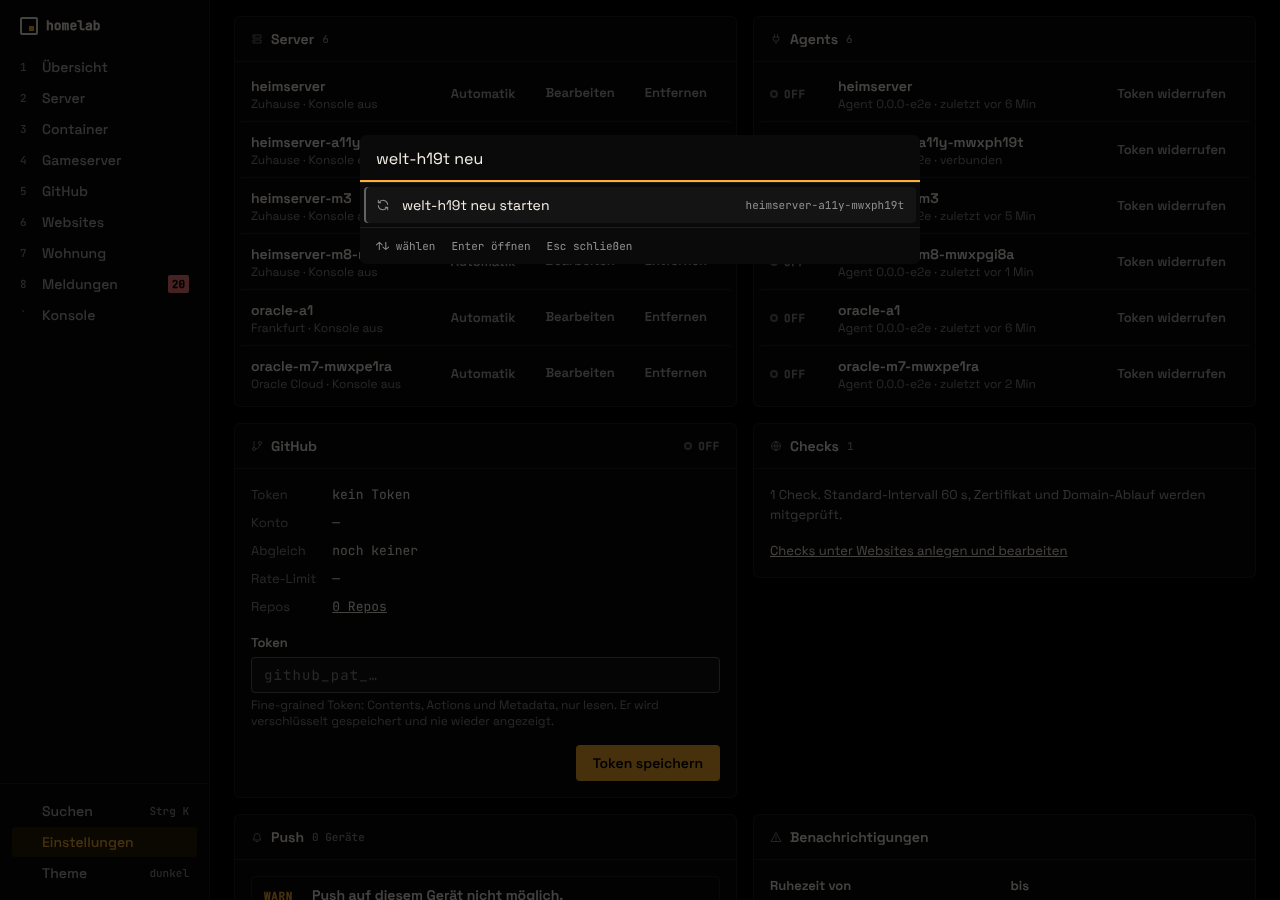 homelab
1 Übersicht
2 Server
3 Container
4 Gameserver
5 GitHub
6 Websites
7 Wohnung
8 Meldungen 20
` Konsole
Suchen Strg K
Einstellungen
Theme dunkel
Server 6
heimserver
Zuhause · Konsole aus
Automatik Bearbeiten Entfernen
heimserver-a11y
Zuhause
heimserver-m3
Zuhause · Konsole
heimserver-m8-
Zuhause · Konsole aus
Automatik Bearbeiten Entfernen
oracle-a1
Frankfurt · Konsole aus
Automatik Bearbeiten Entfernen
oracle-m7-mwxpe1ra
Oracle Cloud · Konsole aus
Automatik Bearbeiten Entfernen
Agents 6
OFF heimserver
Agent 0.0.0-e2e · zuletzt vor 6 Min
Token widerrufen
a11y-mwxph19t
· verbunden
Token widerrufen
m3
· zuletzt vor 5 Min
Token widerrufen
m8-mwxpgi8a
OFF
Agent 0.0.0-e2e · zuletzt vor 1 Min
Token widerrufen
OFF oracle-a1
Agent 0.0.0-e2e · zuletzt vor 6 Min
Token widerrufen
OFF oracle-m7-mwxpe1ra
Agent 0.0.0-e2e · zuletzt vor 2 Min
Token widerrufen
welt-h19t neu
welt-h19t neu starten heimserver-a11y-mwxph19t
↑↓ wählen Enter öffnen Esc schließen
GitHub OFF
Token kein Token
Konto —
Abgleich noch keiner
Rate-Limit —
Repos 0 Repos
Token
github_pat_…
Fine-grained Token: Contents, Actions und Metadata, nur lesen. Er wird
verschlüsselt gespeichert und nie wieder angezeigt.
Token speichern
Checks 1
1 Check. Standard-Intervall 60 s, Zertifikat und Domain-Ablauf werden
mitgeprüft.
Checks unter Websites anlegen und bearbeiten
Push 0 Geräte
WARN Push auf diesem Gerät nicht möglich.
Benachrichtigungen
Ruhezeit von bis